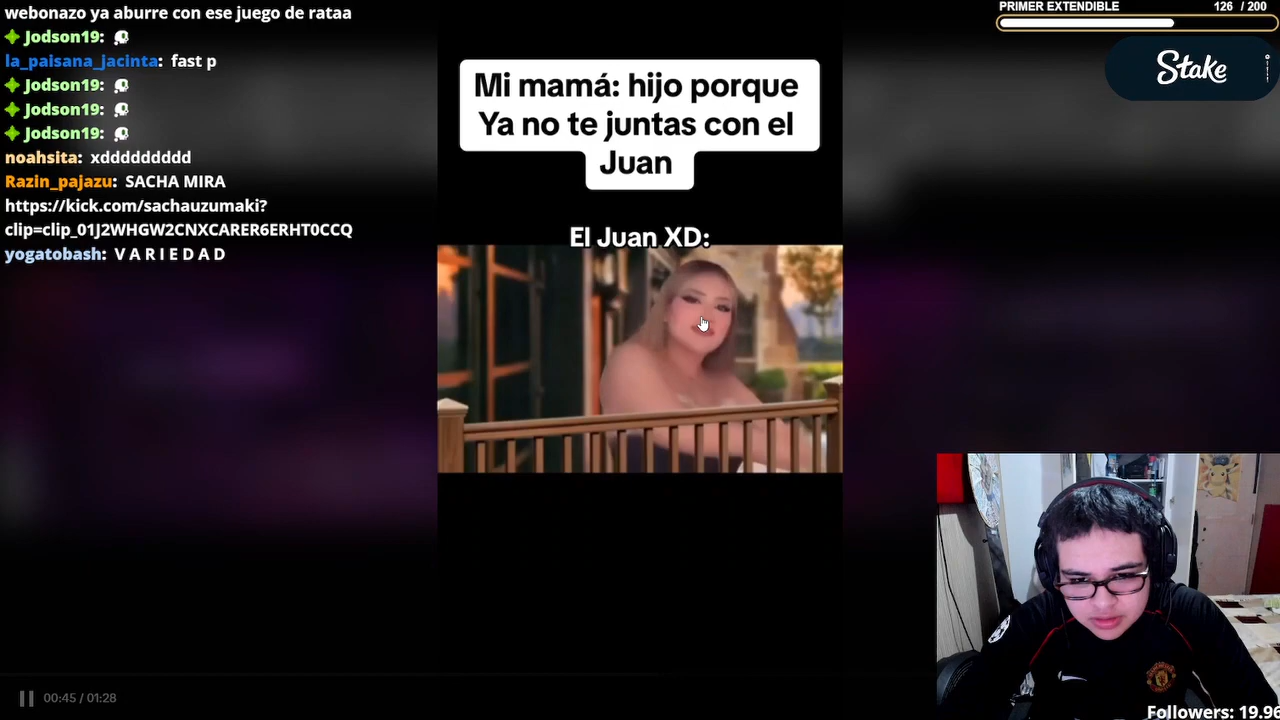 webonazo ya aburre con ese juego de rataa
Jodson19:
la_paisana_jacinta: fast p
Jodson19:
Jodson19:
Jodson19:
noahsita: xddddddddd
Razin_pajazu: SACHA MIRA
https://kick.com/sachauzumaki?
clip=clip_01J2WHGW2CNXCARER6ERHT0CCQ
yogatobash: V A R I E D A D
Mi mamá: hijo porque
Ya no te juntas con el
Juan
El Juan XD:
PRIMER EXTENDIBLE 126 / 200
Stake
00:45 / 01:28
Followers: 19.96